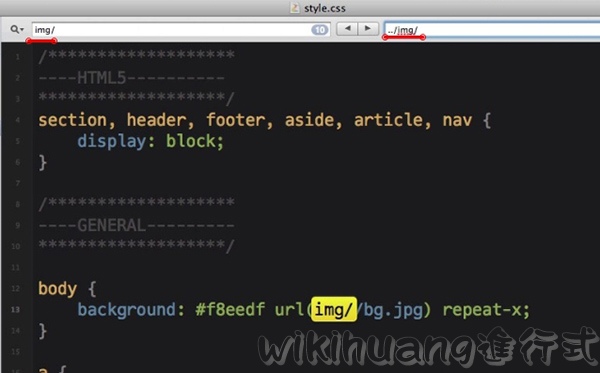 style.css
img/ 10 ../img/
1 /*******************
2 ----HTML5----------
3 *******************/
4 section, header, footer, aside, article, nav {
5 display: block;
6 }
7
8 /*******************
9 ----GENERAL---------
10 *******************/
11
12 body {
13 background: #f8eedf url(img//bg.jpg) repeat-x;
14 }
15
16 a {
wikihuang進行式